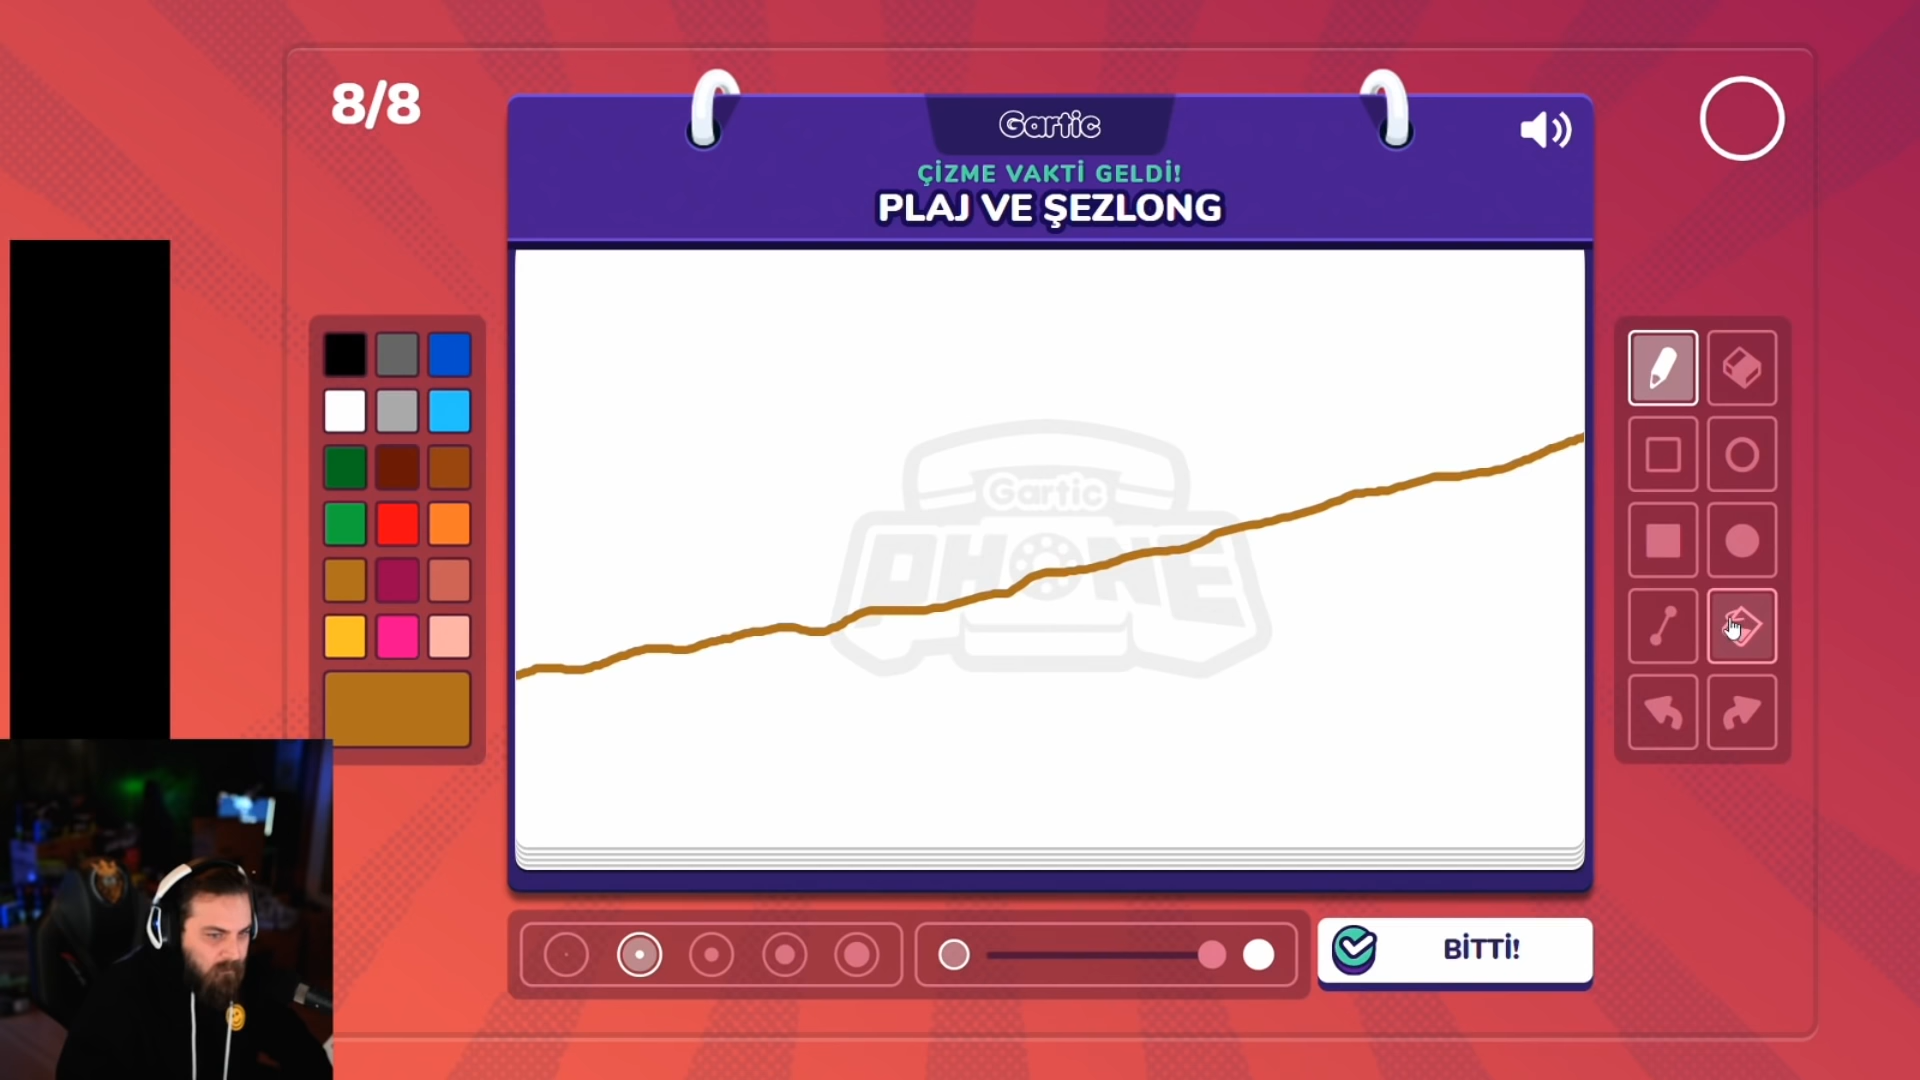 8/8
Gartic
ÇİZME VAKTİ GELDİ!
PLAJ VE ŞEZLONG
Gartic
PHONE
BİTTİ!